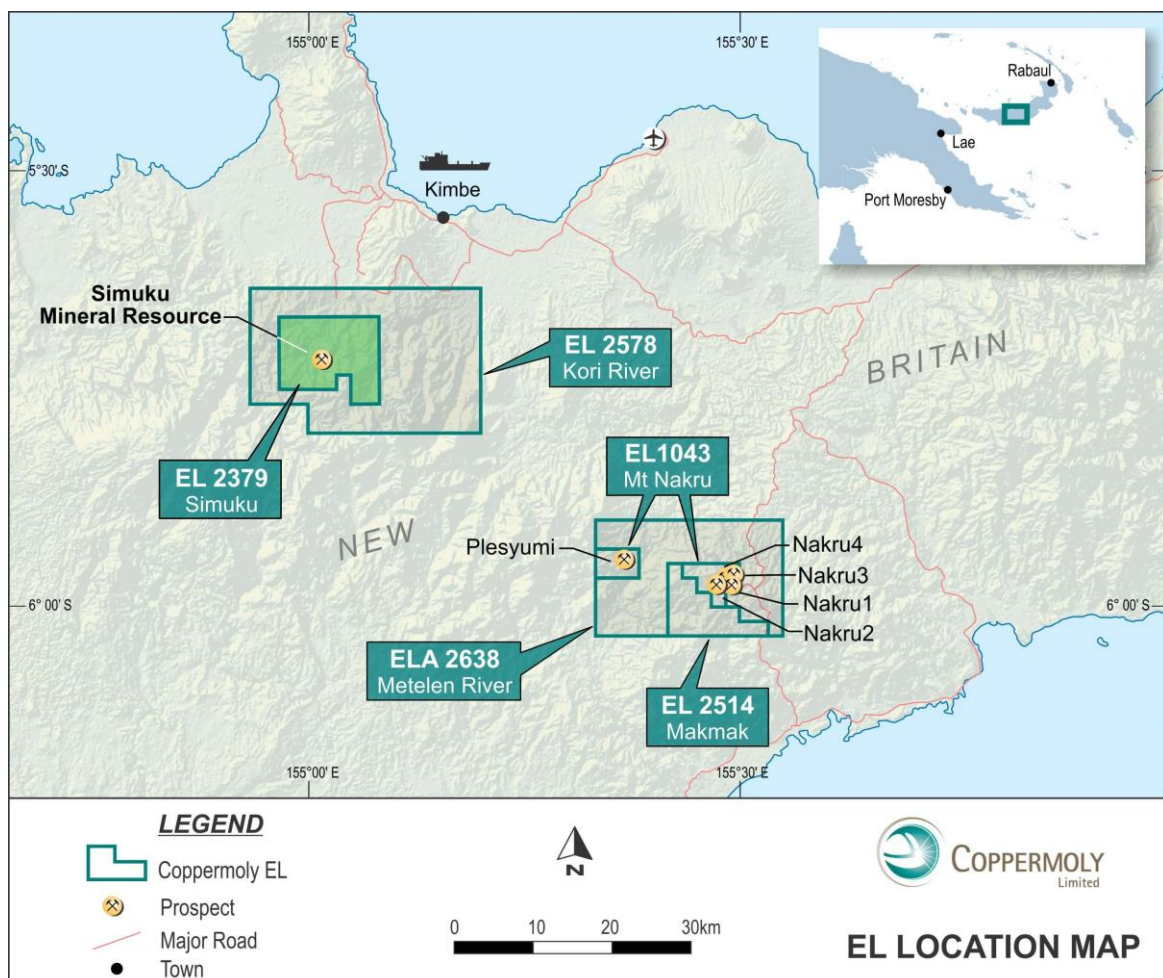 155°00' E
155°30' E
Rabaul
Lae
Port Moresby
5°30' S
Kimbe
Simuku
Mineral Resource
EL 2578
Kori River
BRITAIN
EL 2379
Simuku
EL1043
Mt Nakru
NEW
Plesyumi
Nakru4
Nakru3
Nakru1
Nakru2
6° 00' S
6° 00' S
ELA 2638
Metelen River
EL 2514
Makmak
155°00' E
155°30' E
LEGEND
Coppermoly EL
Prospect
Major Road
Town
N
0 10 20 30km
COPPERMOLY
Limited
EL LOCATION MAP